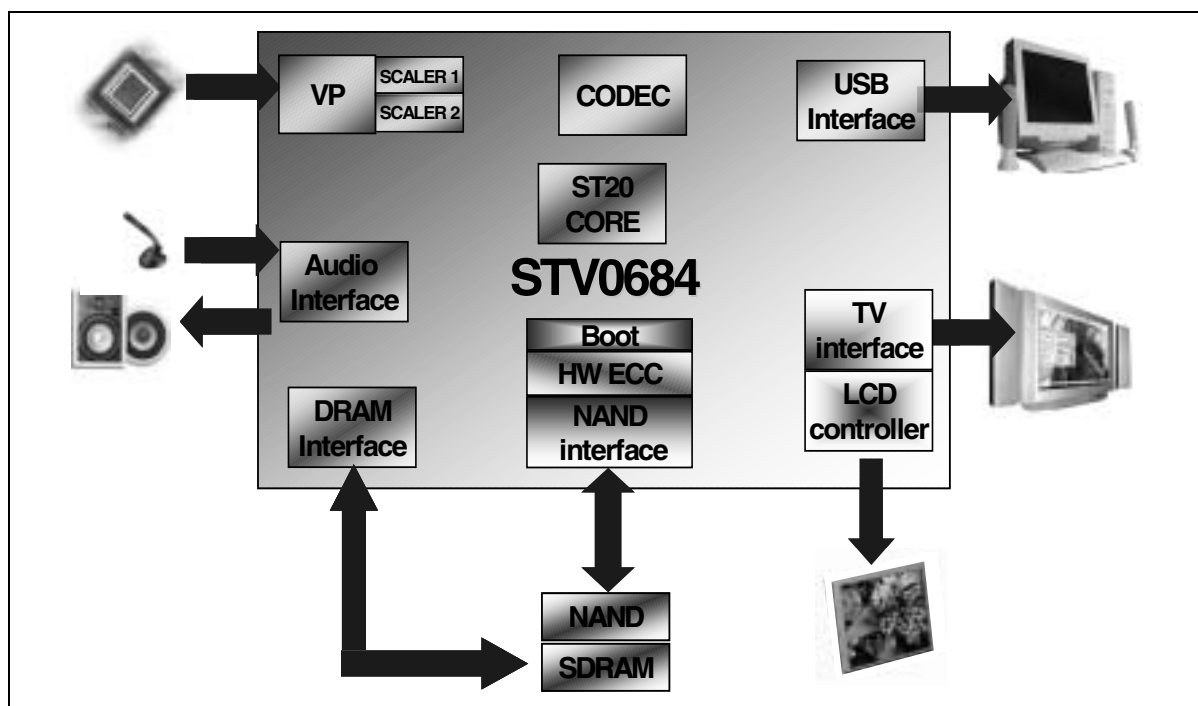 VP
SCALER 1
SCALER 2
CODEC
USB
Interface
ST20
CORE
STV0684
Audio
Interface
Boot
HW ECC
NAND
interface
TV
interface
LCD
controller
DRAM
Interface
NAND
SDRAM